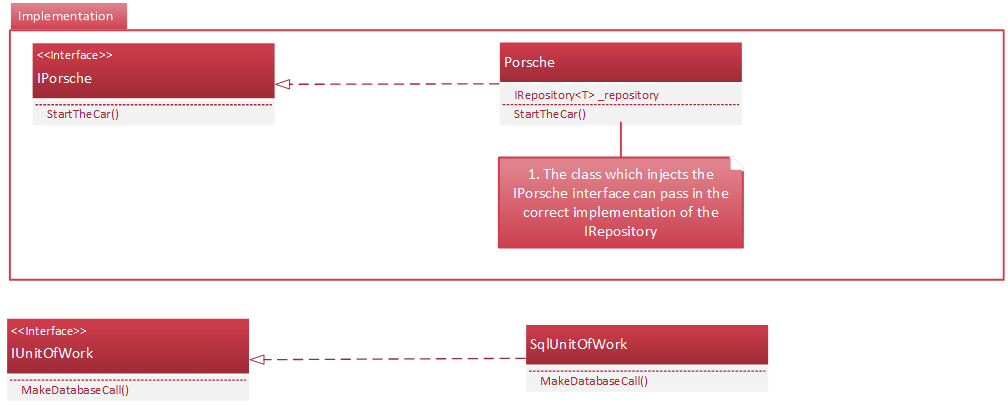 Implementation
<<Interface>>
IPorsche
StartTheCar()
Porsche
IRepository<T> _repository
StartTheCar()
1. The class which injects the
IPorsche interface can pass in the
correct implementation of the
IRepository
<<Interface>>
IUnitOfWork
MakeDatabaseCall()
SqlUnitOfWork
MakeDatabaseCall()